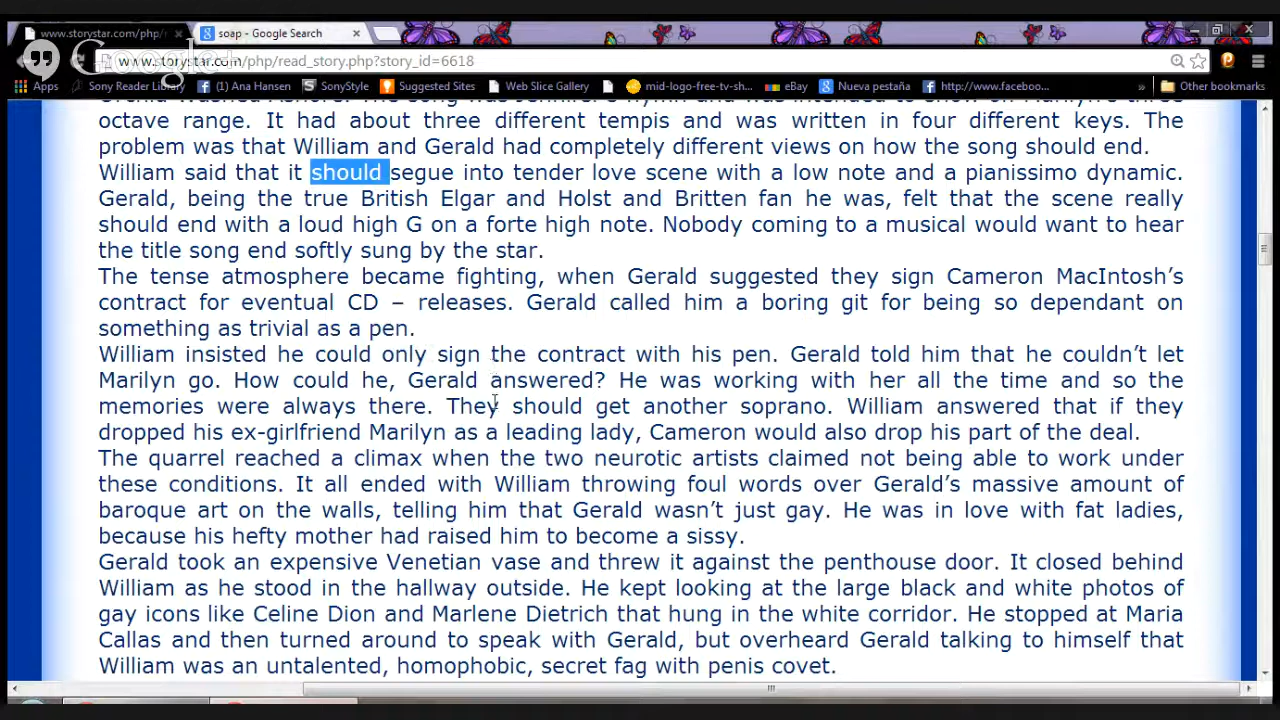 www.storystar.com/php/r
soap - Google Search
Google+
www.storystar.com/php/read_story.php?story_id=6618
Apps
Sony Reader Library
(1) Ana Hansen
SonyStyle
Suggested Sites
Web Slice Gallery
mid-logo-free-tv-sh...
eBay
Nueva pestaña
http://www.faceboo...
»
Other bookmarks
octave range. It had about three different tempis and was written in four different keys. The
problem was that William and Gerald had completely different views on how the song should end.
William said that it should segue into tender love scene with a low note and a pianissimo dynamic.
Gerald, being the true British Elgar and Holst and Britten fan he was, felt that the scene really
should end with a loud high G on a forte high note. Nobody coming to a musical would want to hear
the title song end softly sung by the star.
The tense atmosphere became fighting, when Gerald suggested they sign Cameron MacIntosh's
contract for eventual CD – releases. Gerald called him a boring git for being so dependant on
something as trivial as a pen.
William insisted he could only sign the contract with his pen. Gerald told him that he couldn't let
Marilyn go. How could he, Gerald answered? He was working with her all the time and so the
memories were always there. They should get another soprano. William answered that if they
dropped his ex-girlfriend Marilyn as a leading lady, Cameron would also drop his part of the deal.
The quarrel reached a climax when the two neurotic artists claimed not being able to work under
these conditions. It all ended with William throwing foul words over Gerald's massive amount of
baroque art on the walls, telling him that Gerald wasn't just gay. He was in love with fat ladies,
because his hefty mother had raised him to become a sissy.
Gerald took an expensive Venetian vase and threw it against the penthouse door. It closed behind
William as he stood in the hallway outside. He kept looking at the large black and white photos of
gay icons like Celine Dion and Marlene Dietrich that hung in the white corridor. He stopped at Maria
Callas and then turned around to speak with Gerald, but overheard Gerald talking to himself that
William was an untalented, homophobic, secret fag with penis covet.